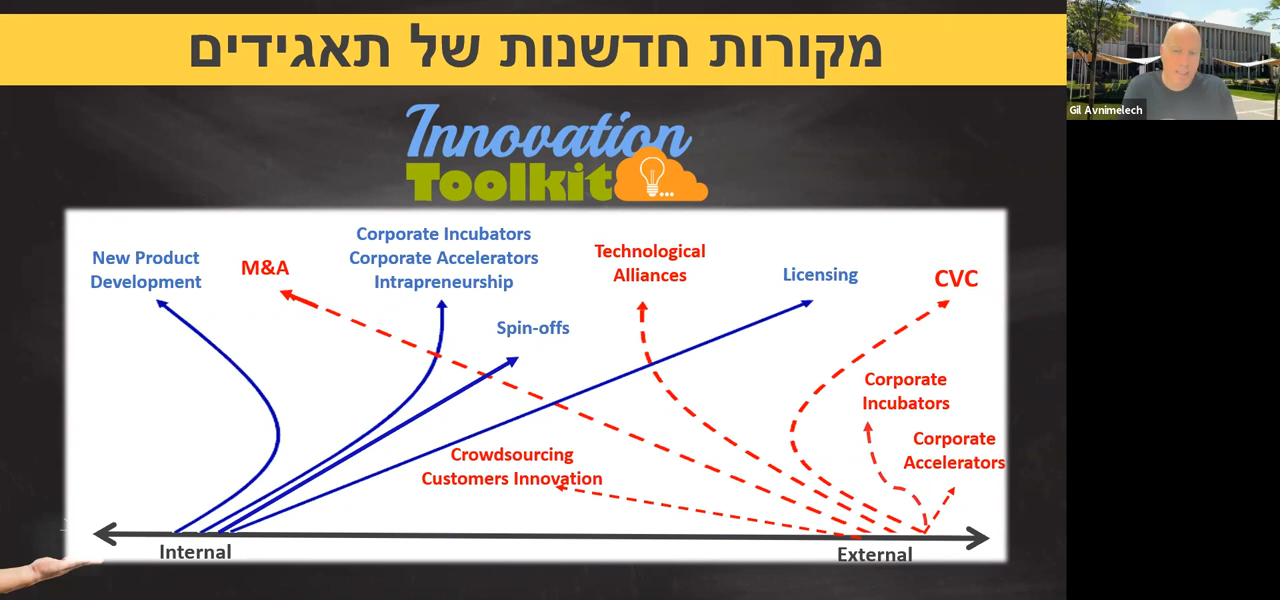 מקורות חדשנות של תאגידים
Gil Avnimelech
Innovation
Toolkit
New Product
Development
M&A
Corporate Incubators
Corporate Accelerators
Intrapreneurship
Spin-offs
Technological
Alliances
Licensing
CVC
Corporate
Incubators
Corporate
Accelerators
Crowdsourcing
Customers Innovation
Internal
External